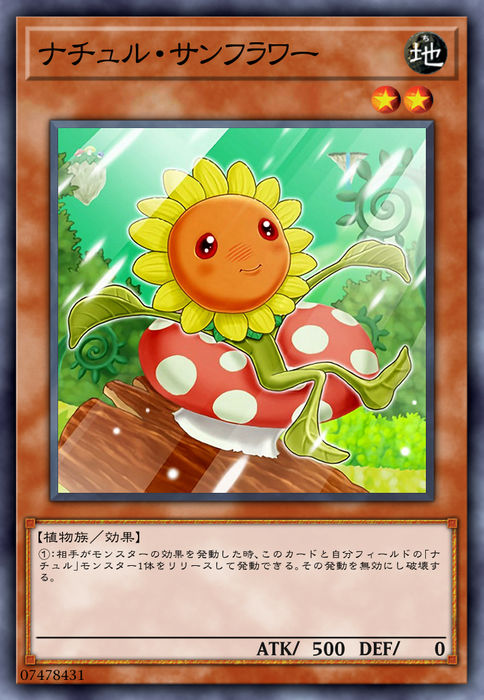 ナチュル・サンフラワー
ち
地
【植物族／効果】
①：相手がモンスターの効果を発動した時、このカードと自分フィールドの「ナ
チュル」モンスター1体をリリースして発動できる。その発動を無効にし破壊す
る。
ATK/ 500 DEF/ 0
07478431